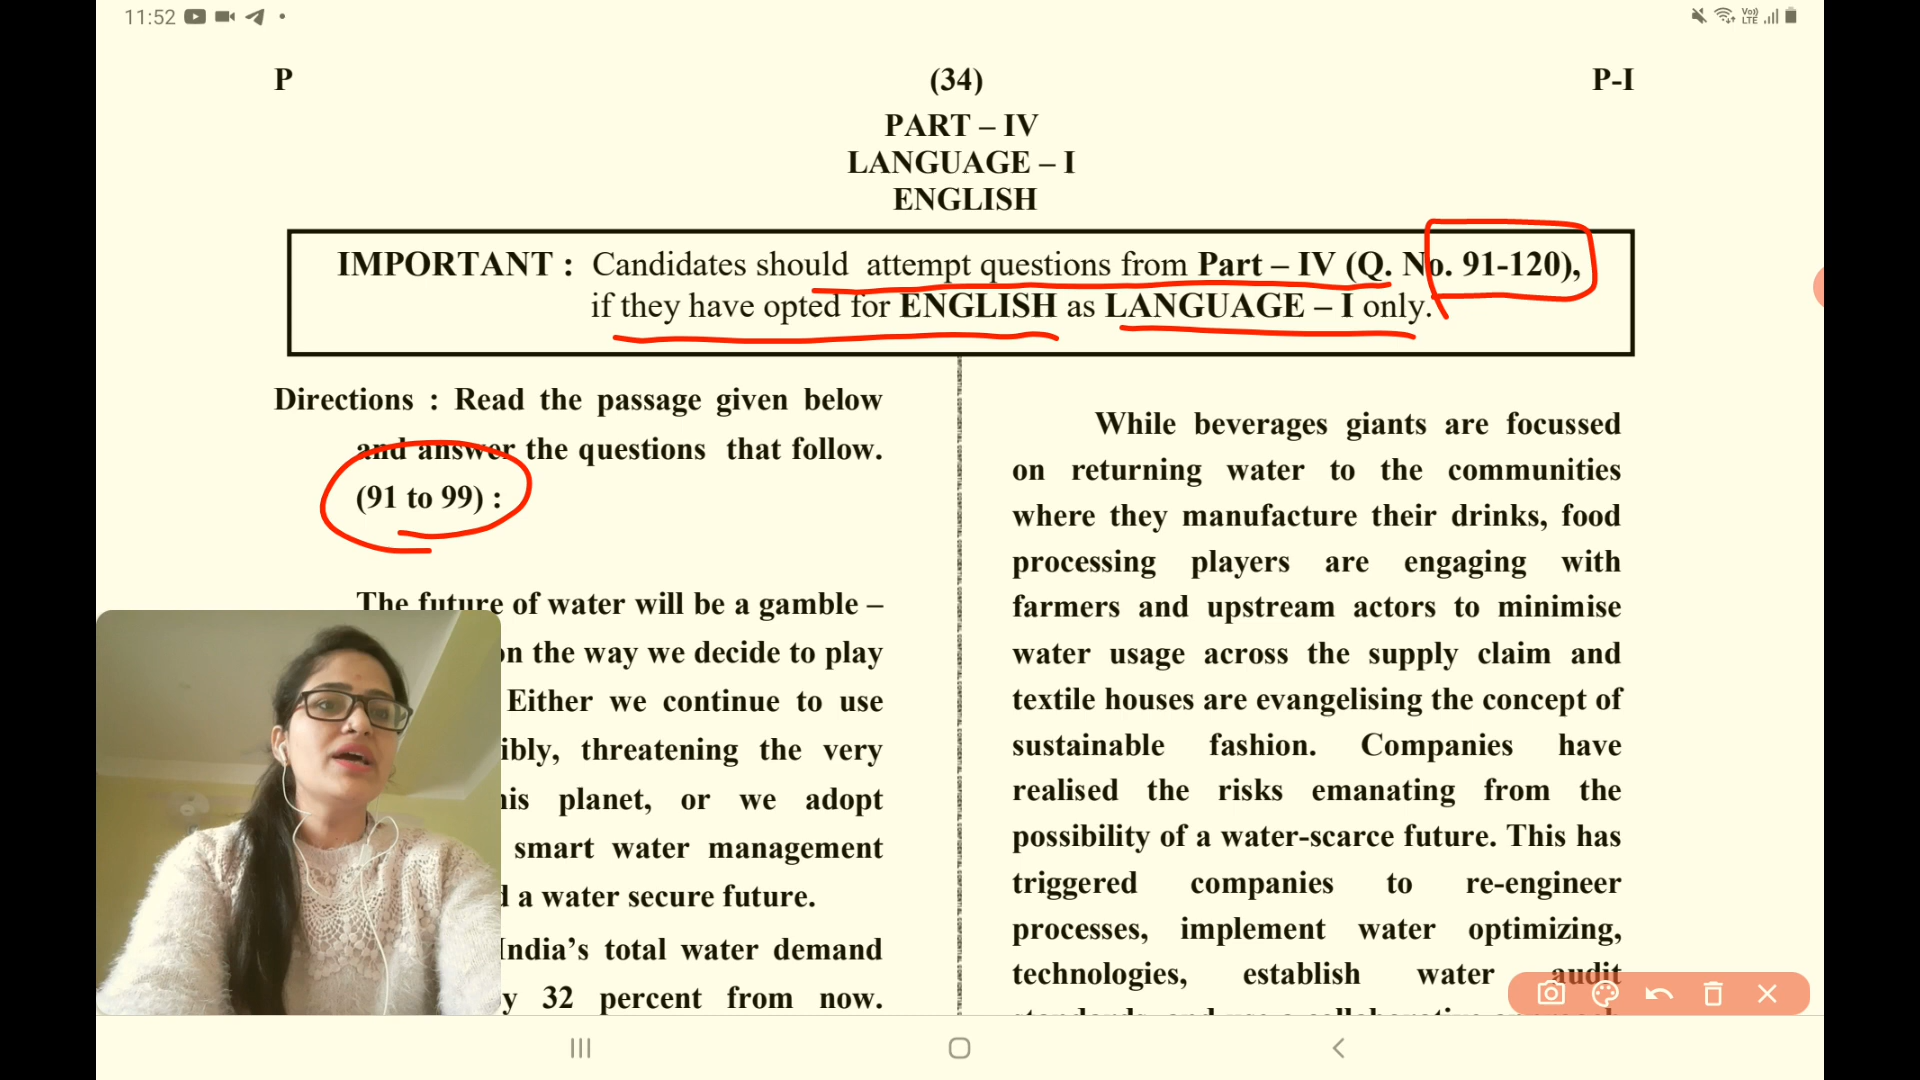 11:52
Vo))
LTE
P
(34)
P-I
PART – IV
LANGUAGE – I
ENGLISH
IMPORTANT : Candidates should attempt questions from Part – IV (Q. No. 91-120),
if they have opted for ENGLISH as LANGUAGE – I only.
Directions : Read the passage given below
and answer the questions that follow.
(91 to 99) :
The future of water will be a gamble –
on the way we decide to play
Either we continue to use
ibly, threatening the very
his planet, or we adopt
smart water management
a water secure future.
India's total water demand
y 32 percent from now.
While beverages giants are focussed
on returning water to the communities
where they manufacture their drinks, food
processing players are engaging with
farmers and upstream actors to minimise
water usage across the supply claim and
textile houses are evangelising the concept of
sustainable fashion. Companies have
realised the risks emanating from the
possibility of a water-scarce future. This has
triggered companies to re-engineer
processes, implement water optimizing,
technologies, establish water audit